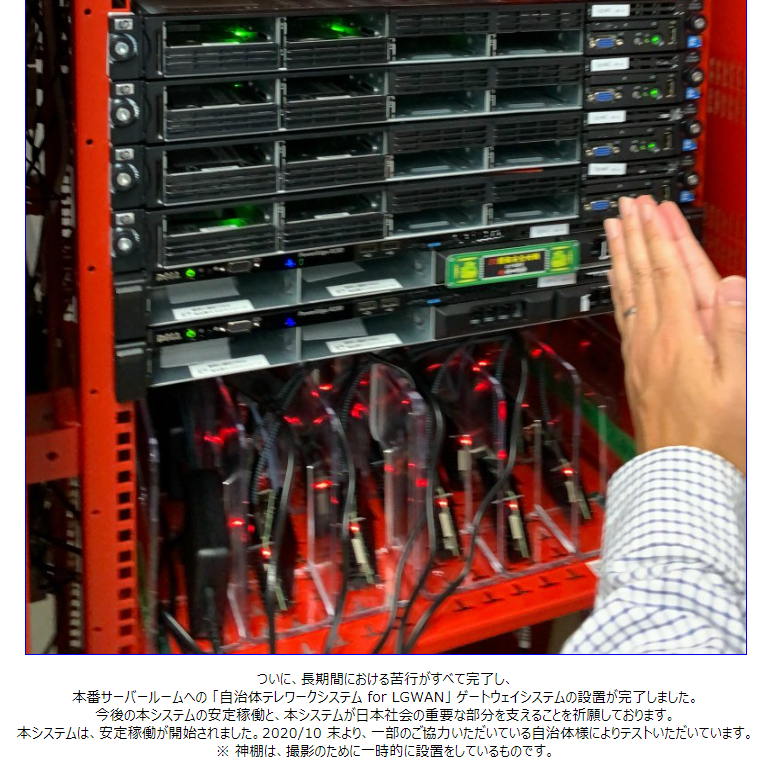 DELL
PowerEdge
DELL
PowerEdge
ついに、長期間における苦行がすべて完了し、
本番サーバールームへの 「自治体テレワークシステム for LGWAN」 ゲートウェイシステムの設置が完了しました。
今後の本システムの安定稼働と、本システムが日本社会の重要な部分を支えることを祈願しております。
本システムは、安定稼働が開始されました。2020/10 末より、一部のご協力いただいている自治体様によりテストいただいています。
※ 神棚は、撮影のために一時的に設置をしているものです。